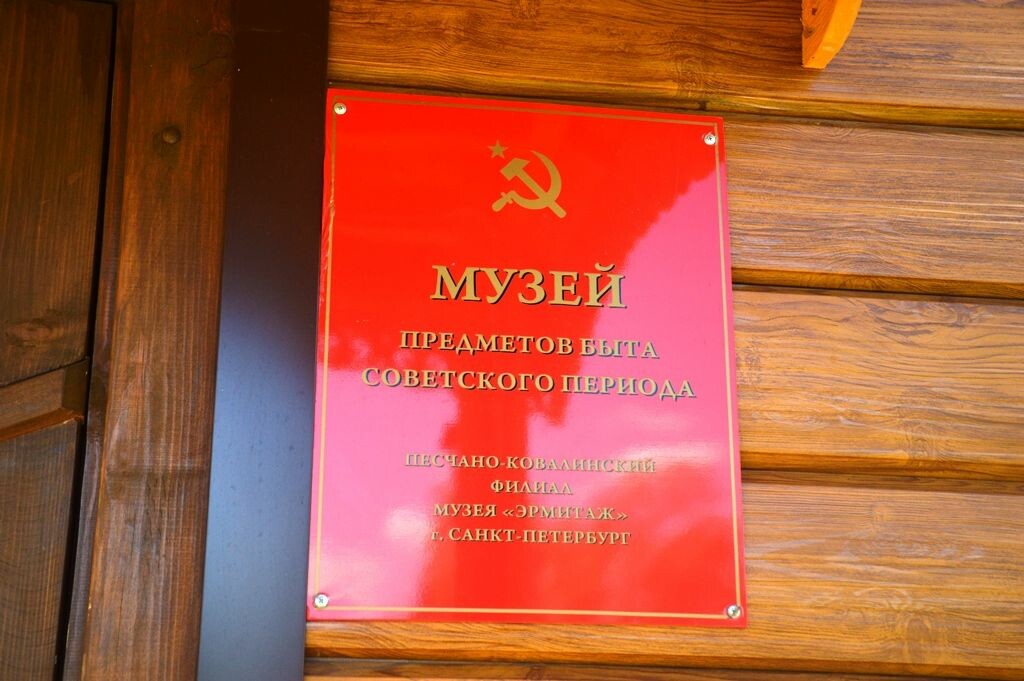 МУЗЕЙ
ПРЕДМЕТОВ БЫТА
СОВЕТСКОГО ПЕРИОДА
ПЕСЧАНО-КОВАЛИНСКИЙ
ФИЛИАЛ
МУЗЕЯ «ЭРМИТАЖ»
г. САНКТ-ПЕТЕРБУРГ